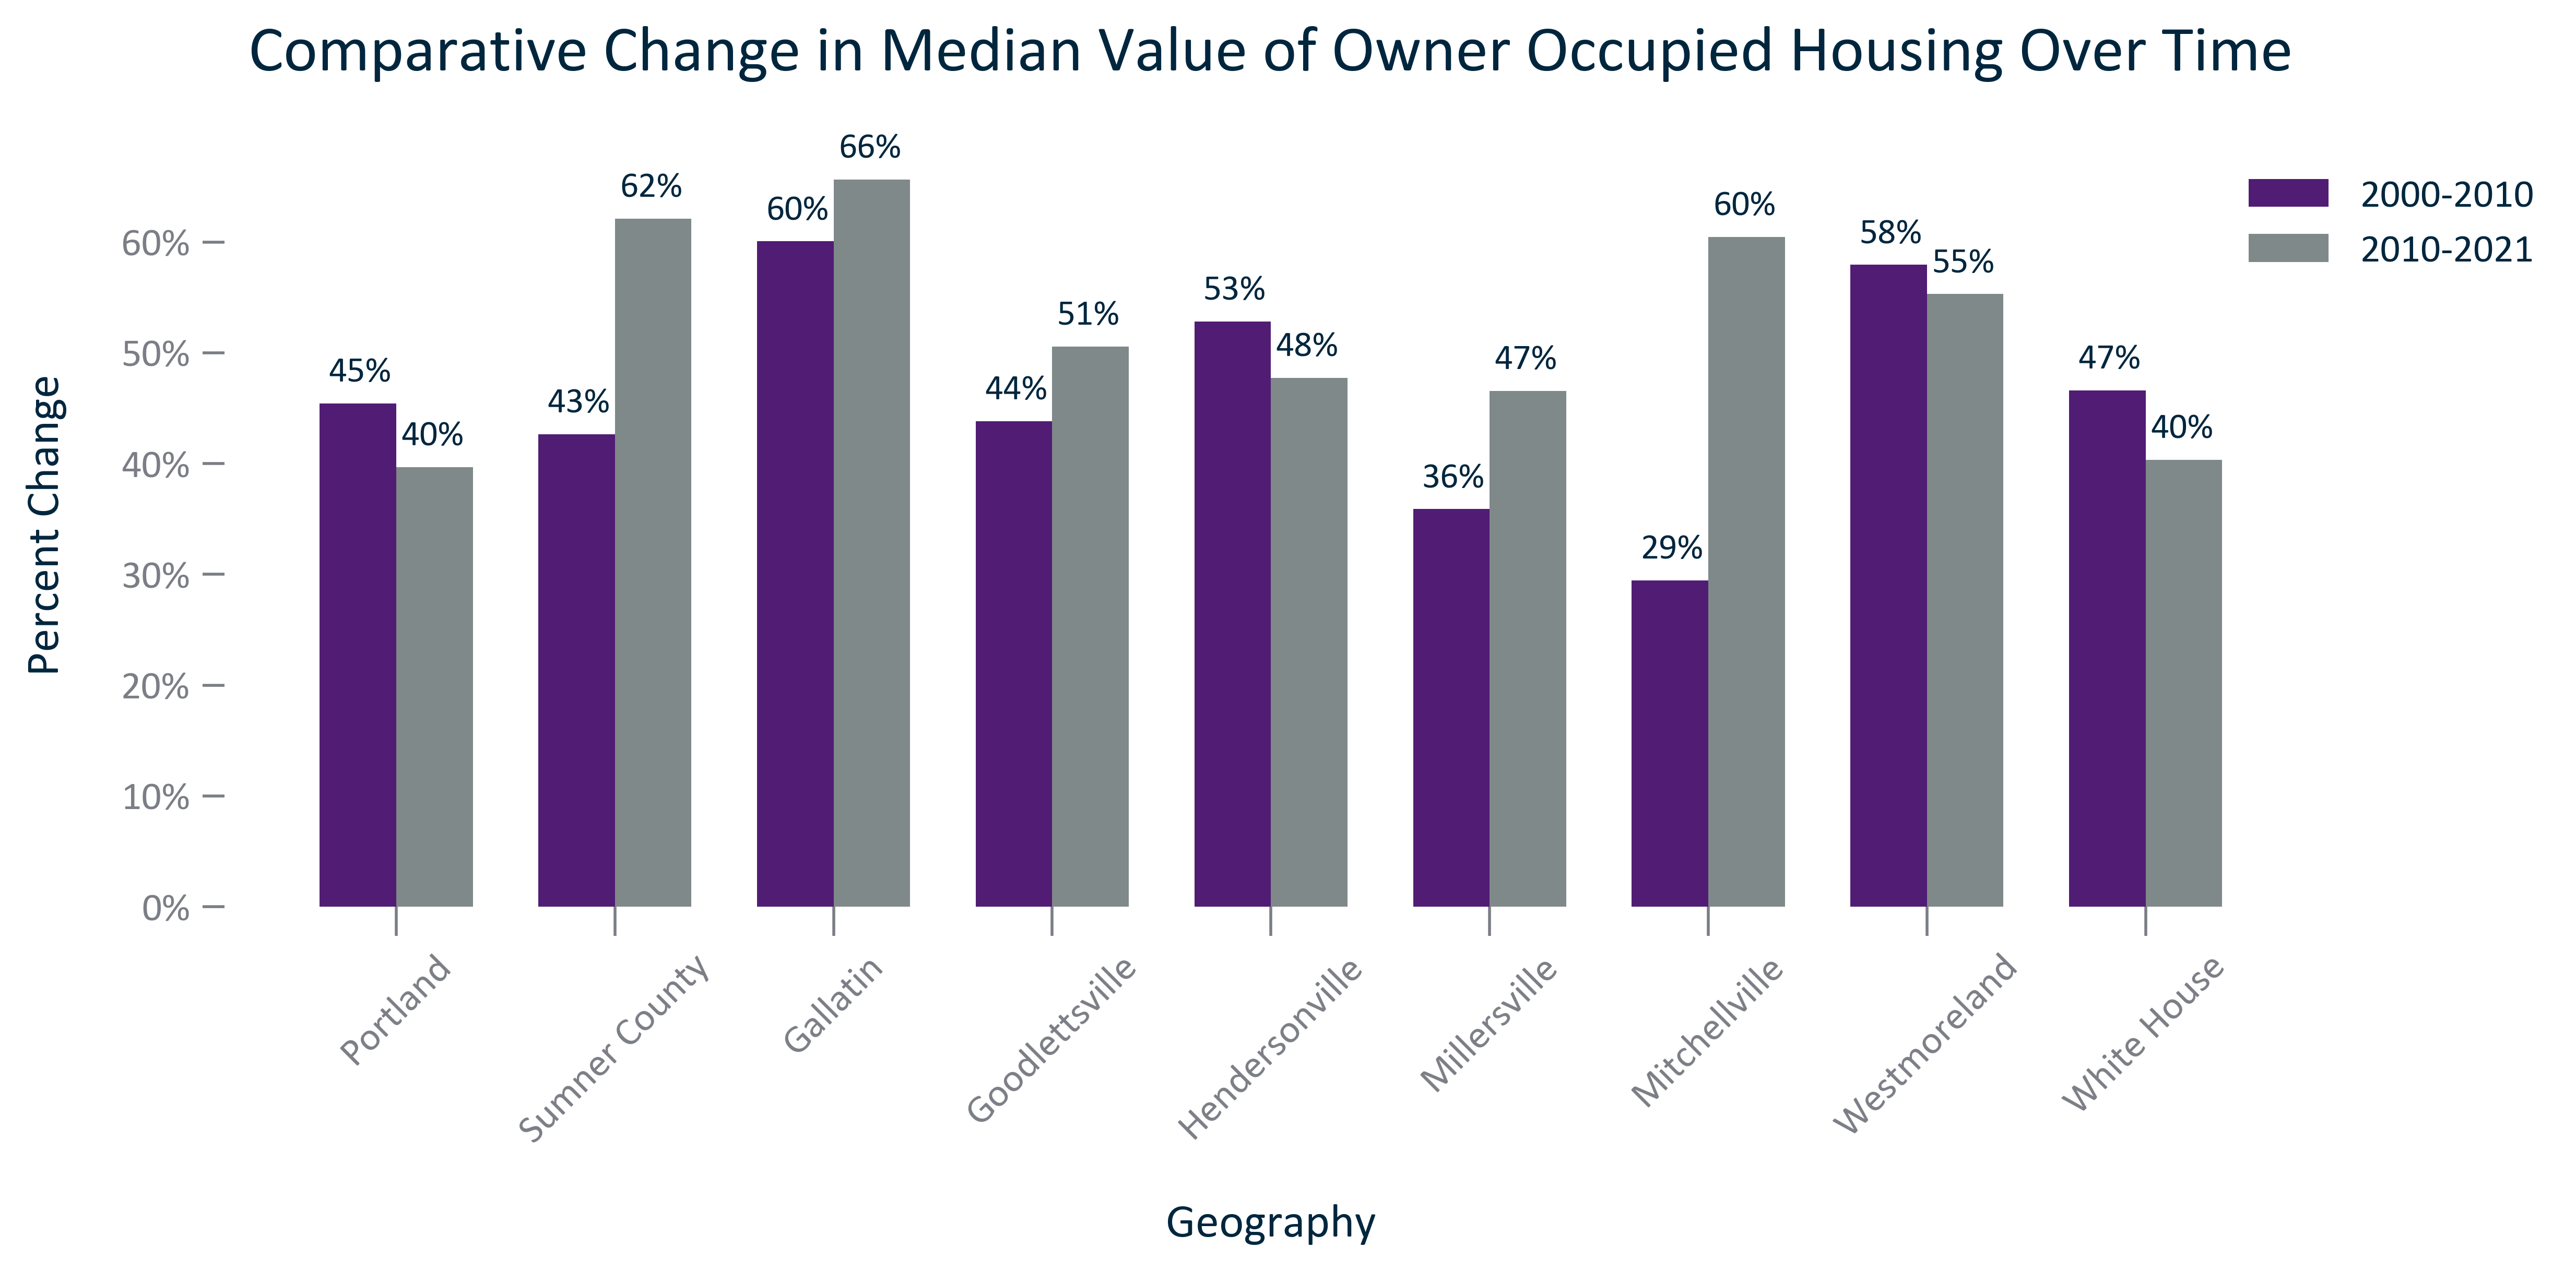 Comparative Change in Median Value of Owner Occupied Housing Over Time
2000-2010
2010-2021
Percent Change
60%
50%
40%
30%
20%
10%
0%
45%
40%
43%
62%
60%
66%
44%
51%
53%
48%
36%
47%
29%
60%
58%
55%
47%
40%
Portland
Sumner County
Gallatin
Goodlettsville
Hendersonville
Millersville
Mitchellville
Westmoreland
White House
Geography